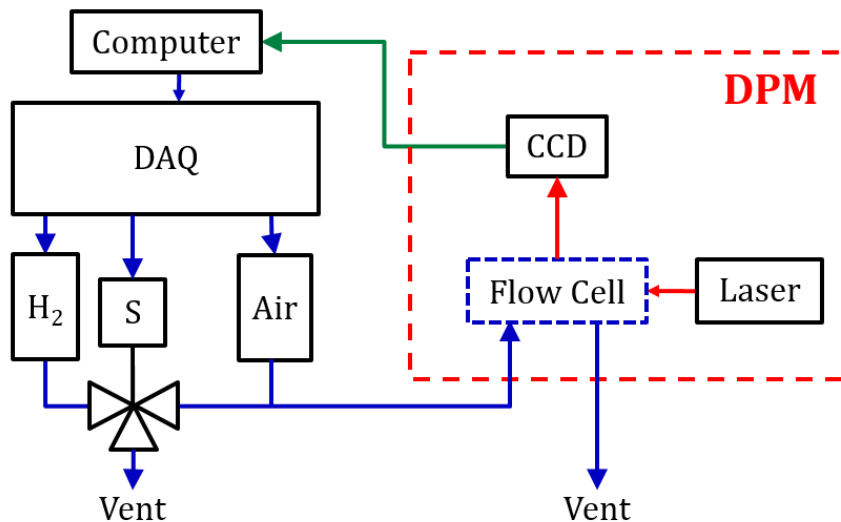 Computer
DPM
DAQ
CCD
H₂
S
Air
Flow Cell
Laser
Vent
Vent